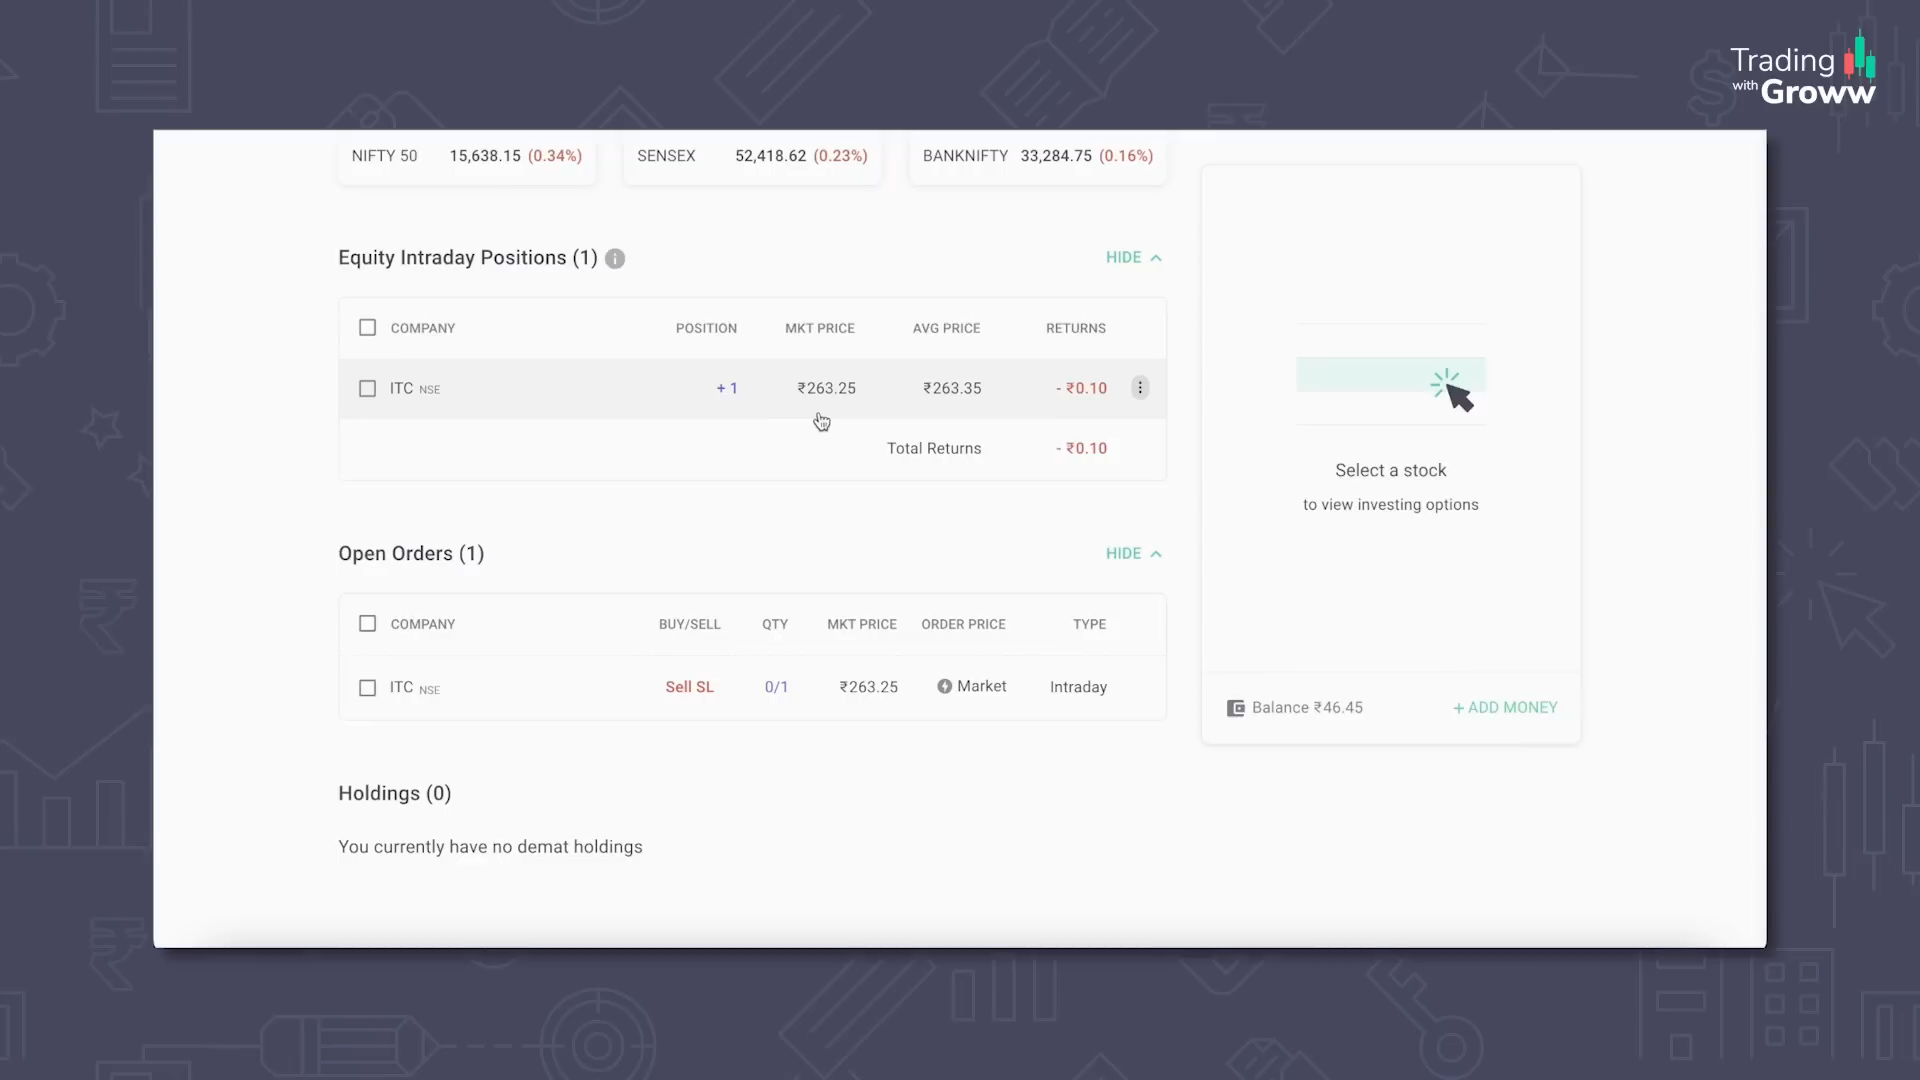 Trading
with Groww
NIFTY 50 15,638.15 (0.34%) SENSEX 52,418.62 (0.23%) BANKNIFTY 33,284.75 (0.16%)
Equity Intraday Positions (1) HIDE
COMPANY POSITION MKT PRICE AVG PRICE RETURNS
ITC NSE + 1 ₹263.25 ₹263.35 - ₹0.10
Total Returns - ₹0.10
Select a stock
to view investing options
Open Orders (1) HIDE
COMPANY BUY/SELL QTY MKT PRICE ORDER PRICE TYPE
ITC NSE Sell SL 0/1 ₹263.25 Market Intraday
Balance ₹46.45 + ADD MONEY
Holdings (0)
You currently have no demat holdings